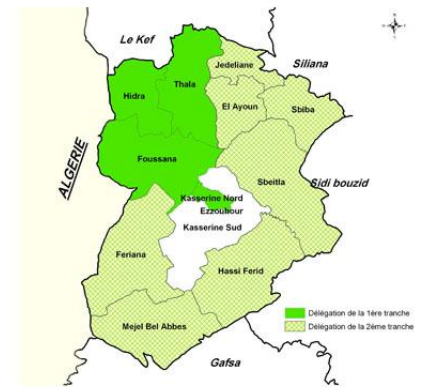 Le Kef
Siliana
Jedeliane
Thala
Hidra
El Ayoun
Sbiba
ALGERIE
Foussana
Sbeitla
Sidi bouzid
Kasserine Nord
Ezzouhour
Kasserine Sud
Feriana
Hassi Ferid
Délégation de la 1ère tranche
Délégation de la 2ème tranche
Mejel Bel Abbes
Gafsa